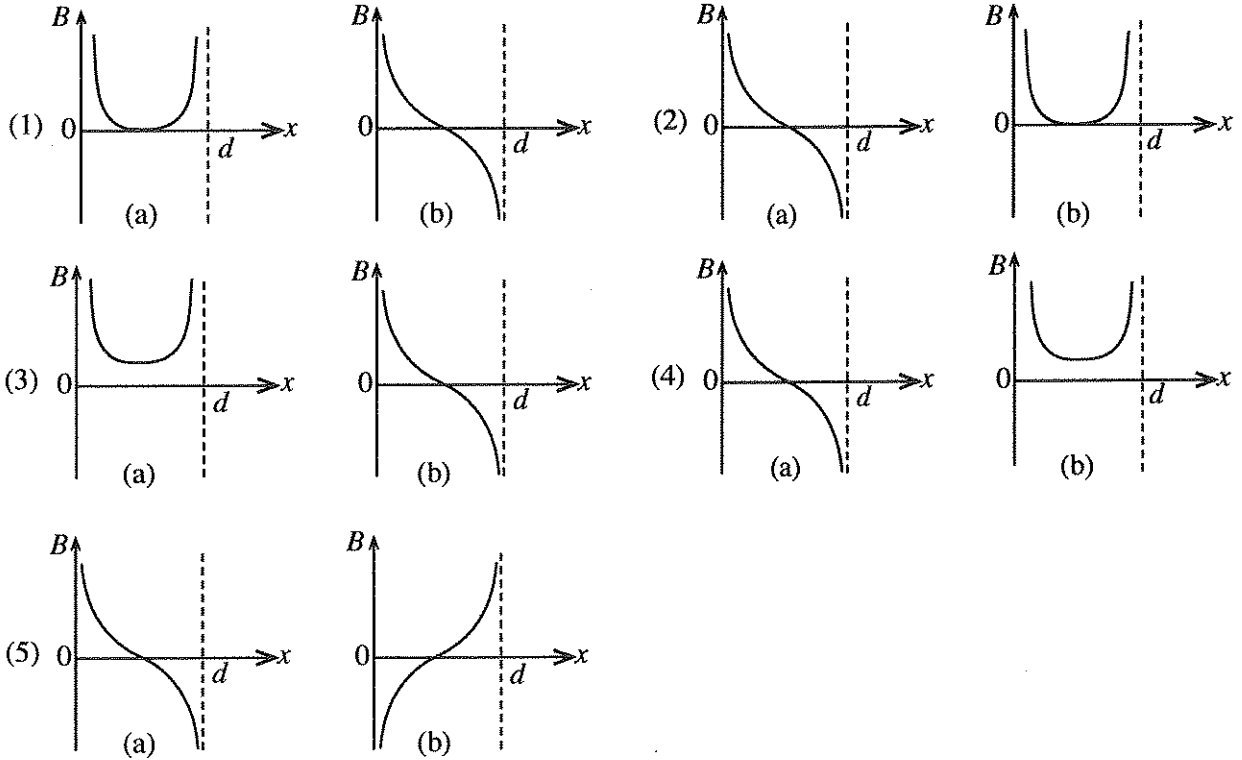 B B B B
(1) 0 x 0 x (2) 0 x 0 x
d d d d
(a) (b) (a) (b)
B B B B
(3) 0 x 0 x (4) 0 x 0 x
d d d d
(a) (b) (a) (b)
B B
(5) 0 x 0 x
d d
(a) (b)